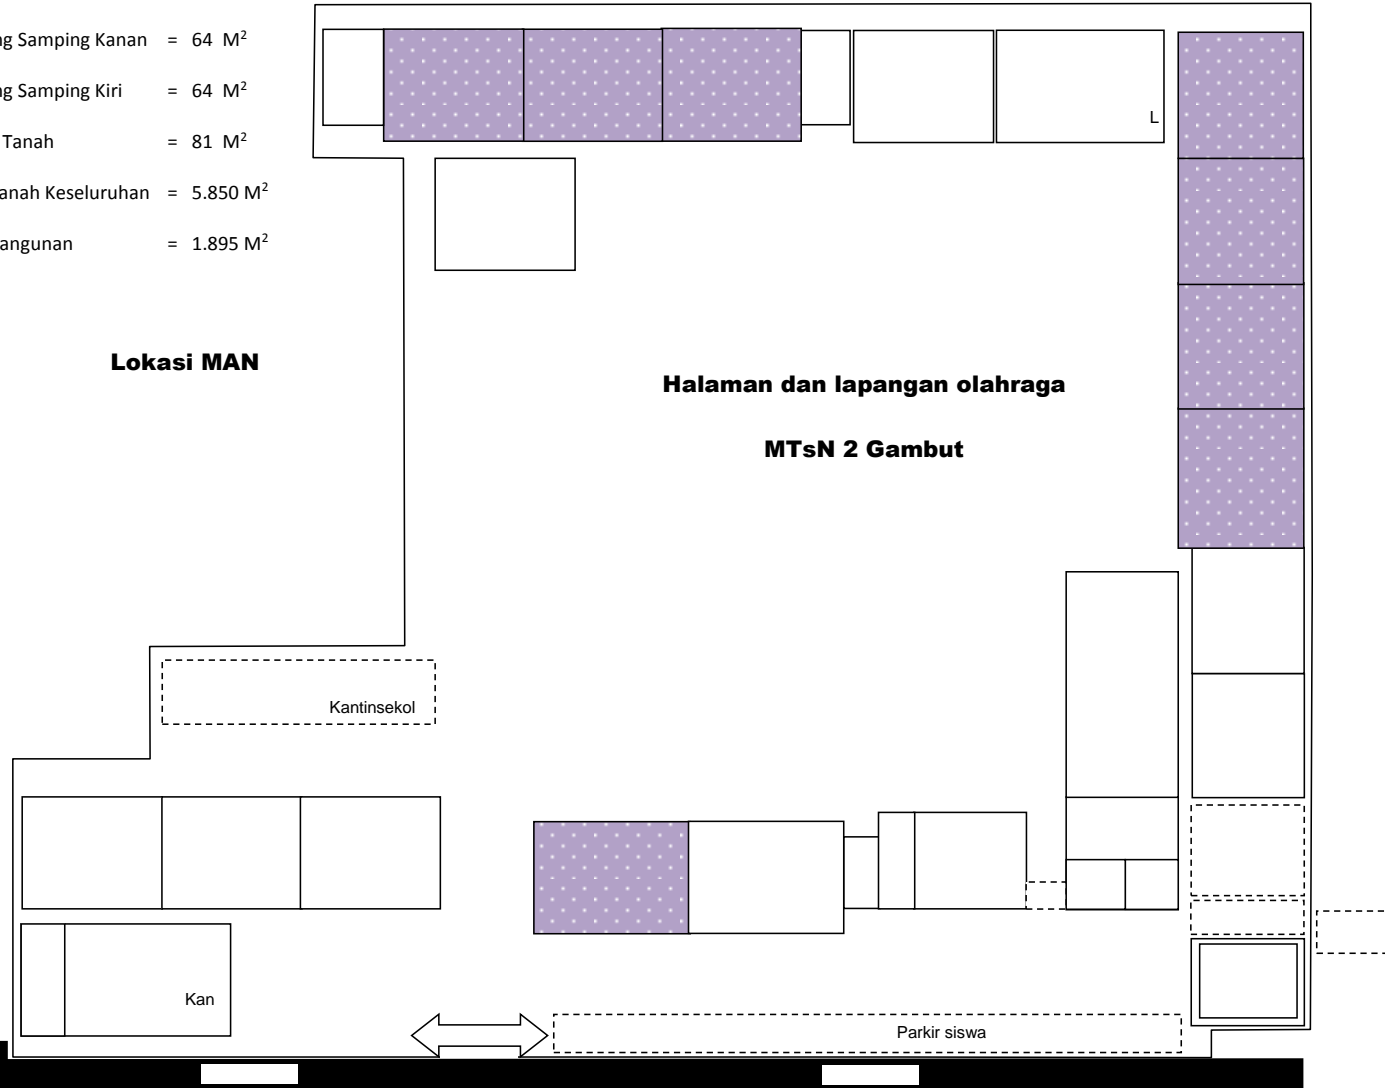 ng Samping Kanan = 64 M²
ng Samping Kiri = 64 M²
Tanah = 81 M²
anah Keseluruhan = 5.850 M²
angunan = 1.895 M²
L
Lokasi MAN
Halaman dan lapangan olahraga
MTsN 2 Gambut
Kantinsekol
Kan
Parkir siswa